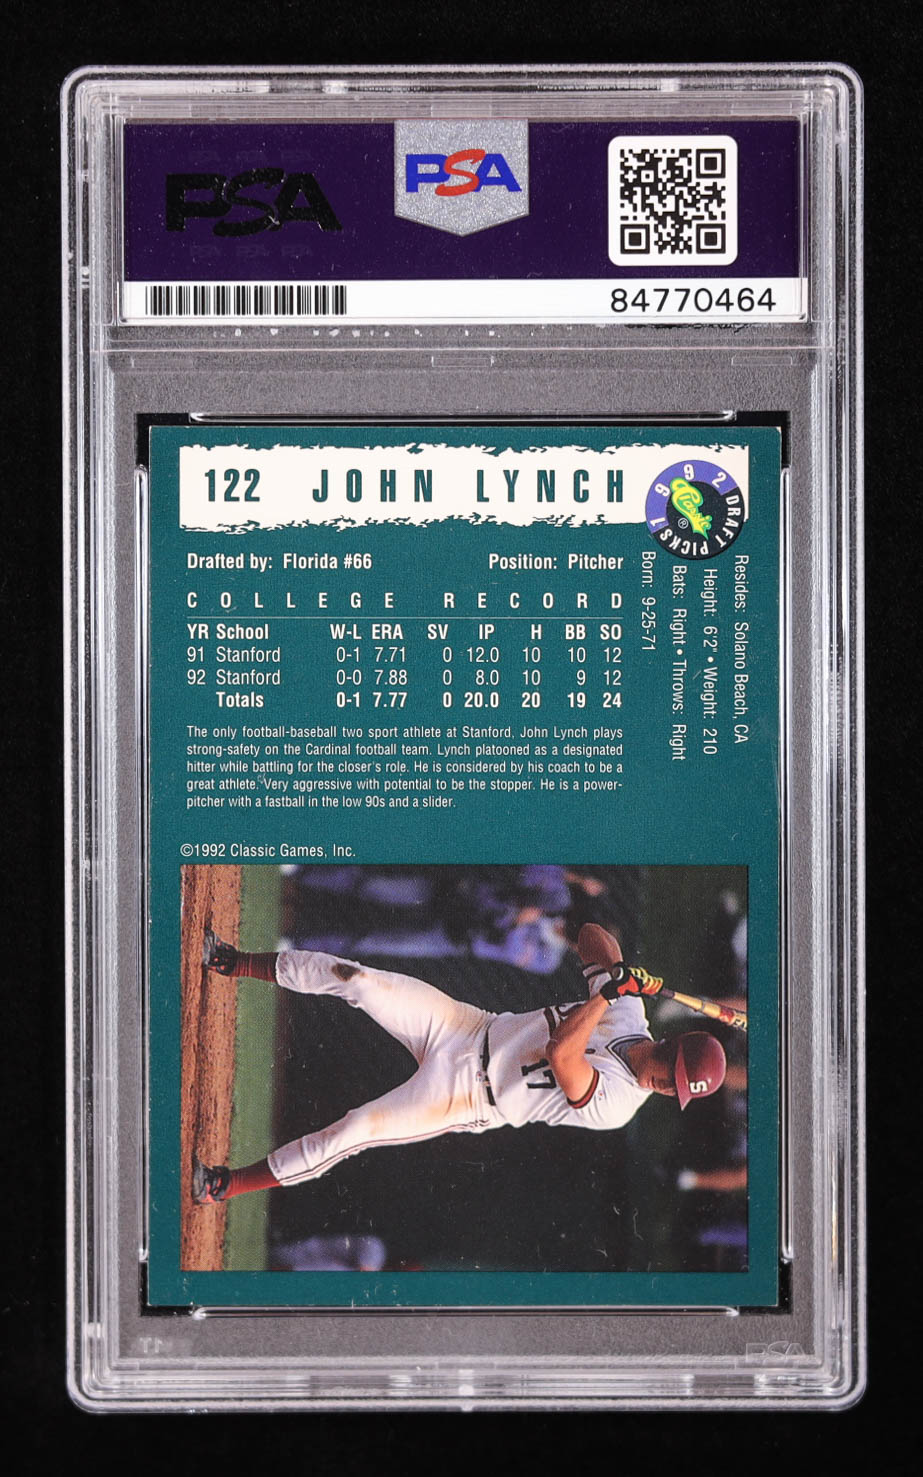 PSA
PSA
84770464
122 JOHN LYNCH
1992 DRAFT PICKS
Classic
®
Drafted by: Florida #66 Position: Pitcher
COLLEGE RECORD
YR School W-L ERA SV IP H BB SO
91 Stanford 0-1 7.71 0 12.0 10 10 12
92 Stanford 0-0 7.88 0 8.0 10 9 12
Totals 0-1 7.77 0 20.0 20 19 24
The only football-baseball two sport athlete at Stanford, John Lynch plays
strong-safety on the Cardinal football team. Lynch platooned as a designated
hitter while battling for the closer's role. He is considered by his coach to be a
great athlete. Very aggressive with potential to be the stopper. He is a power-
pitcher with a fastball in the low 90s and a slider.
Resides: Solano Beach, CA
Height: 6'2" • Weight: 210
Bats: Right • Throws: Right
Born: 9-25-71
©1992 Classic Games, Inc.
17
S
PSA